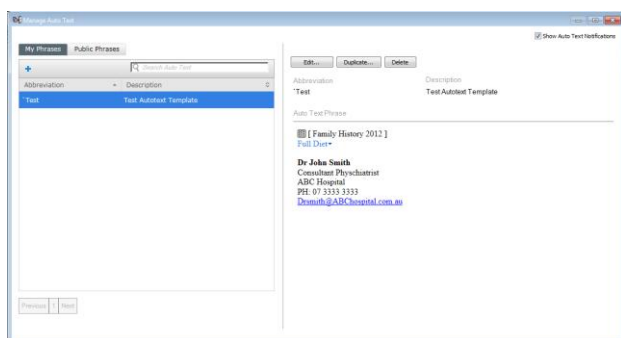 Manage Auto Text
Show Auto Text Notifications
My Phrases Public Phrases
Search Auto Text
Abbreviation Description
`Test Test Autotext Template
Edit... Duplicate... Delete
Abbreviation Description
`Test Test Autotext Template
Auto Text Phrase
[ Family History 2012 ]
Full Diet
Dr John Smith
Consultant Physchiatrist
ABC Hospital
PH: 07 3333 3333
Drsmith@ABChospital.com.au
Previous 1 Next